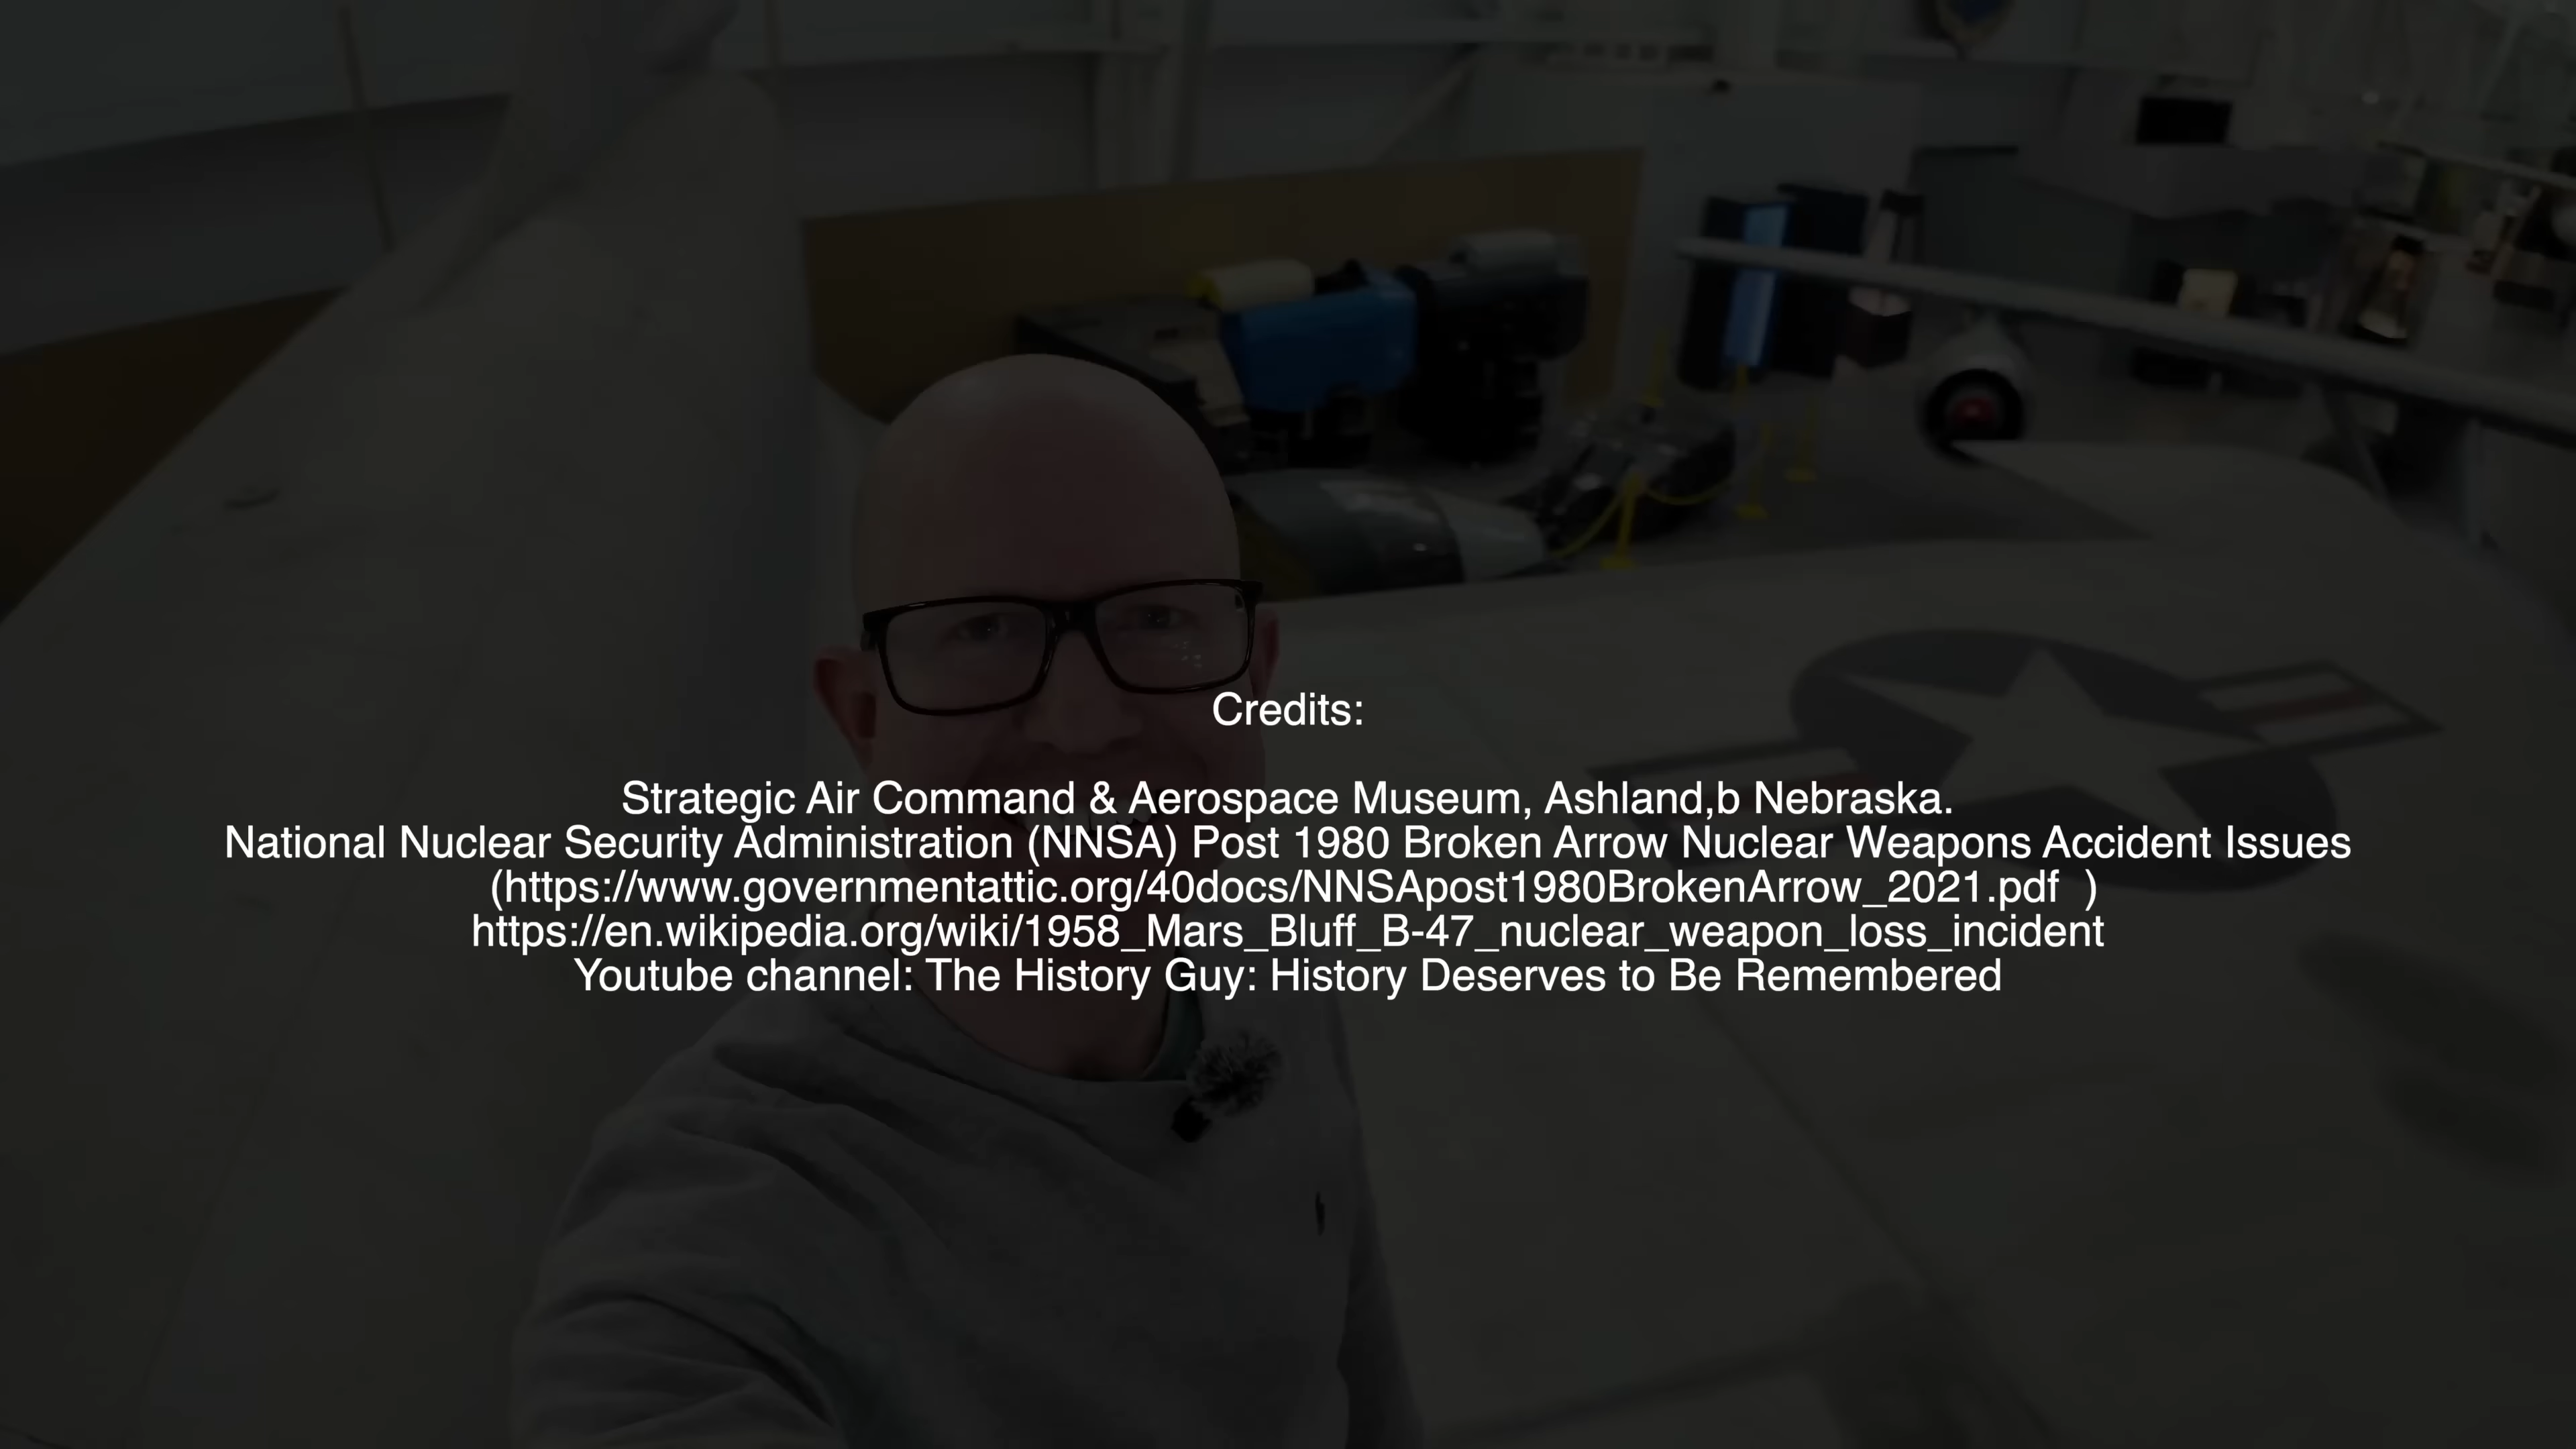 Credits:
Strategic Air Command & Aerospace Museum, Ashland,b Nebraska.
National Nuclear Security Administration (NNSA) Post 1980 Broken Arrow Nuclear Weapons Accident Issues
(https://www.governmentattic.org/40docs/NNSApost1980BrokenArrow_2021.pdf  )
https://en.wikipedia.org/wiki/1958_Mars_Bluff_B-47_nuclear_weapon_loss_incident
Youtube channel: The History Guy: History Deserves to Be Remembered